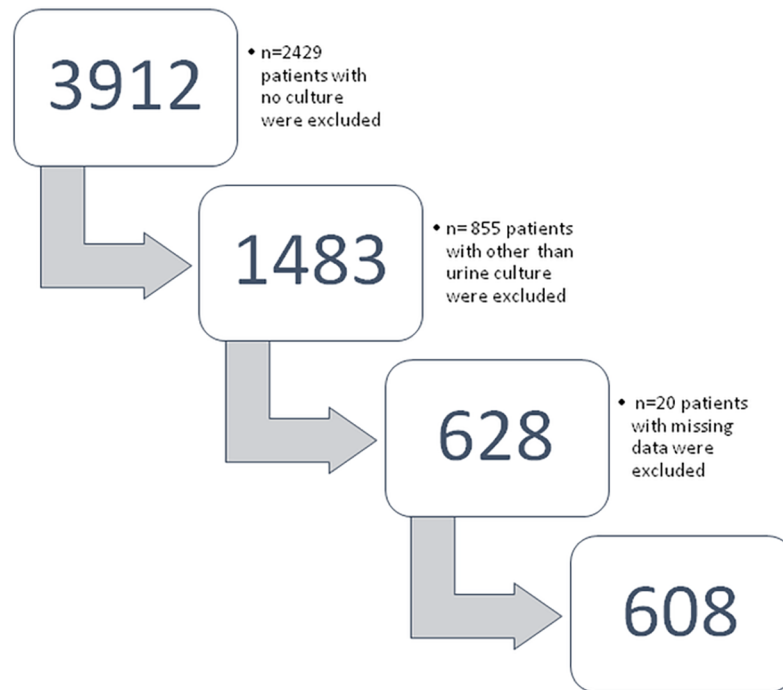 3912
• n=2429
patients with
no culture
were excluded
1483
• n= 855 patients
with other than
urine culture
were excluded
628
• n=20 patients
with missing
data were
excluded
608